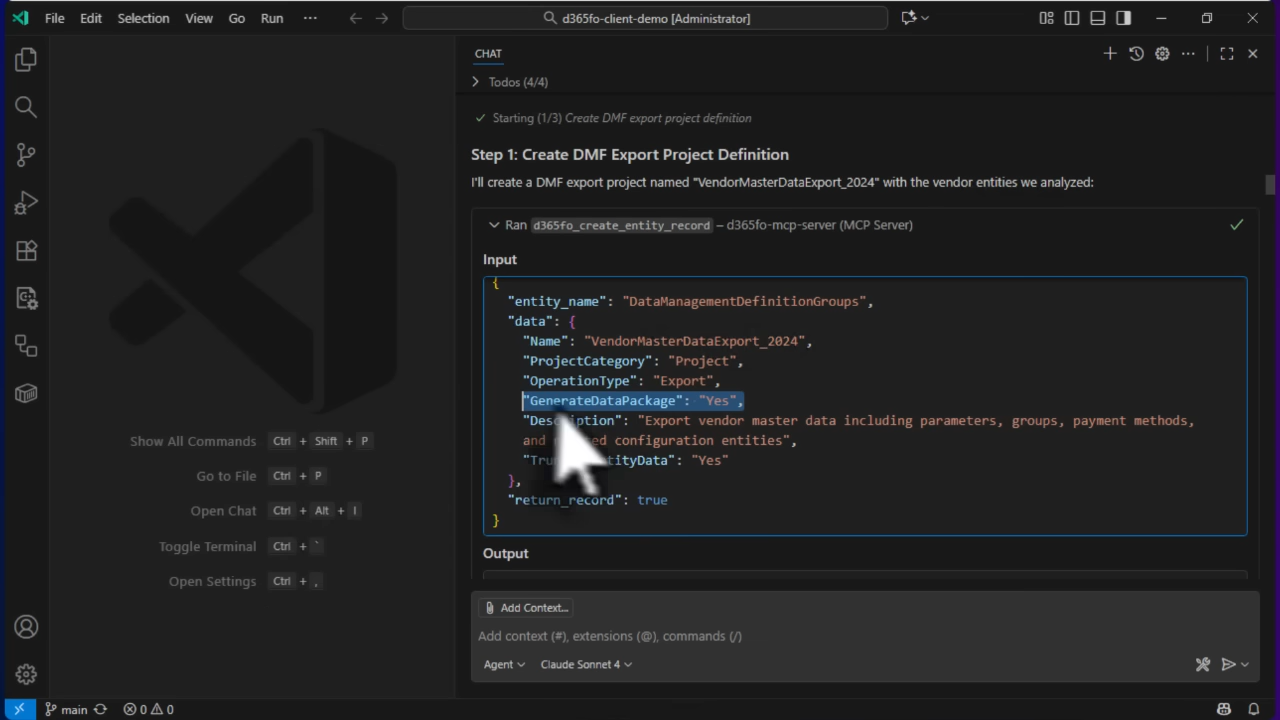 File Edit Selection View Go Run ··· d365fo-client-demo [Administrator]
CHAT
Todos (4/4)
Starting (1/3) Create DMF export project definition
Step 1: Create DMF Export Project Definition
I'll create a DMF export project named "VendorMasterDataExport_2024" with the vendor entities we analyzed:
Ran d365fo_create_entity_record – d365fo-mcp-server (MCP Server)
Input
{
"entity_name": "DataManagementDefinitionGroups",
"data": {
"Name": "VendorMasterDataExport_2024",
"ProjectCategory": "Project",
"OperationType": "Export",
"GenerateDataPackage": "Yes",
"Description": "Export vendor master data including parameters, groups, payment methods,
and configuration entities",
"Yes"
},
"return_record": true
}
Output
Show All Commands Ctrl + Shift + P
Go to File Ctrl + P
Open Chat Ctrl + Alt + I
Toggle Terminal Ctrl + `
Open Settings Ctrl + ,
Add Context...
Add context (#), extensions (@), commands (/)
Agent Claude Sonnet 4
main 0 0